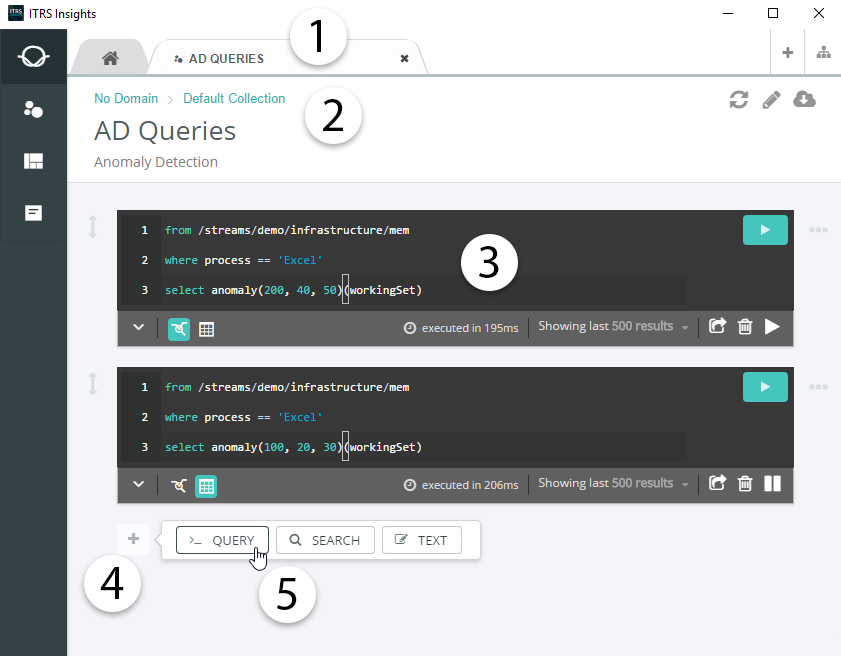 ITRS Insights
1
AD QUERIES
No Domain > Default Collection
2
AD Queries
Anomaly Detection
1 from /streams/demo/infrastructure/mem
2 where process == 'Excel'
3
3 select anomaly(200, 40, 50)(workingSet)
executed in 195ms Showing last 500 results
1 from /streams/demo/infrastructure/mem
2 where process == 'Excel'
3 select anomaly(100, 20, 30)(workingSet)
executed in 206ms Showing last 500 results
QUERY SEARCH TEXT
4
5